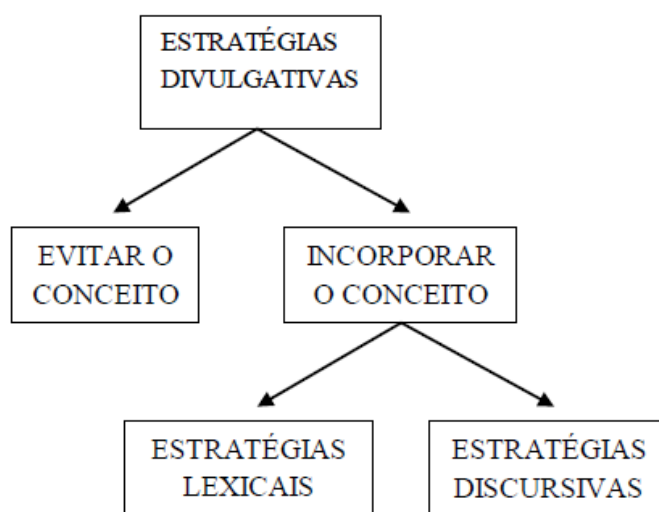 ESTRATÉGIAS
DIVULGATIVAS
EVITAR O
CONCEITO
INCORPORAR
O CONCEITO
ESTRATÉGIAS
LEXICAIS
ESTRATÉGIAS
DISCURSIVAS